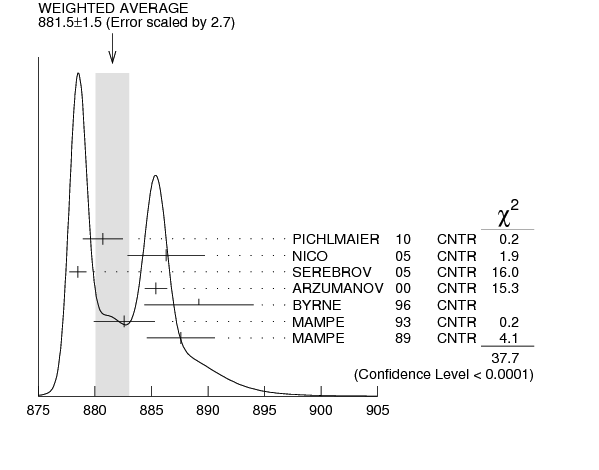 WEIGHTED AVERAGE
881.5±1.5 (Error scaled by 2.7)
χ2
PICHLMAIER 10 CNTR 0.2
NICO 05 CNTR 1.9
SEREBROV 05 CNTR 16.0
ARZUMANOV 00 CNTR 15.3
BYRNE 96 CNTR
MAMPE 93 CNTR 0.2
MAMPE 89 CNTR 4.1
37.7
(Confidence Level < 0.0001)
875 880 885 890 895 900 905